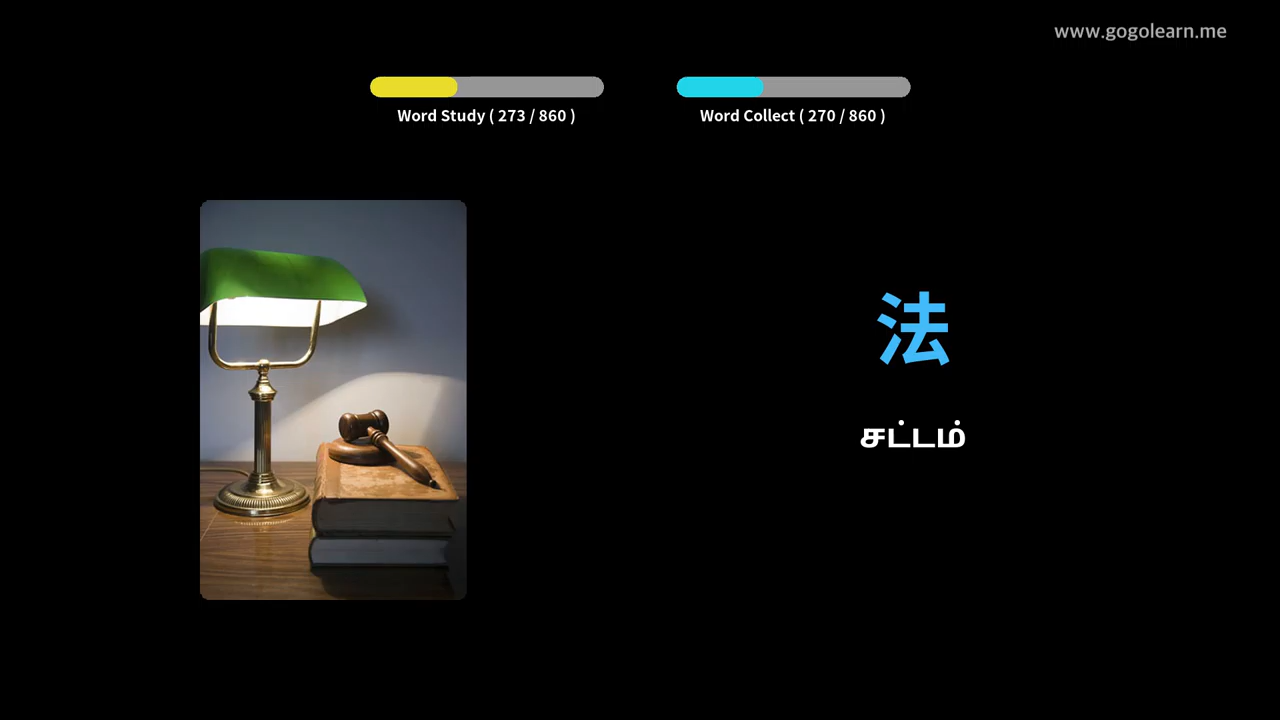 www.gogolearn.me
Word Study ( 273 / 860 )
Word Collect ( 270 / 860 )
法
சட்டம்